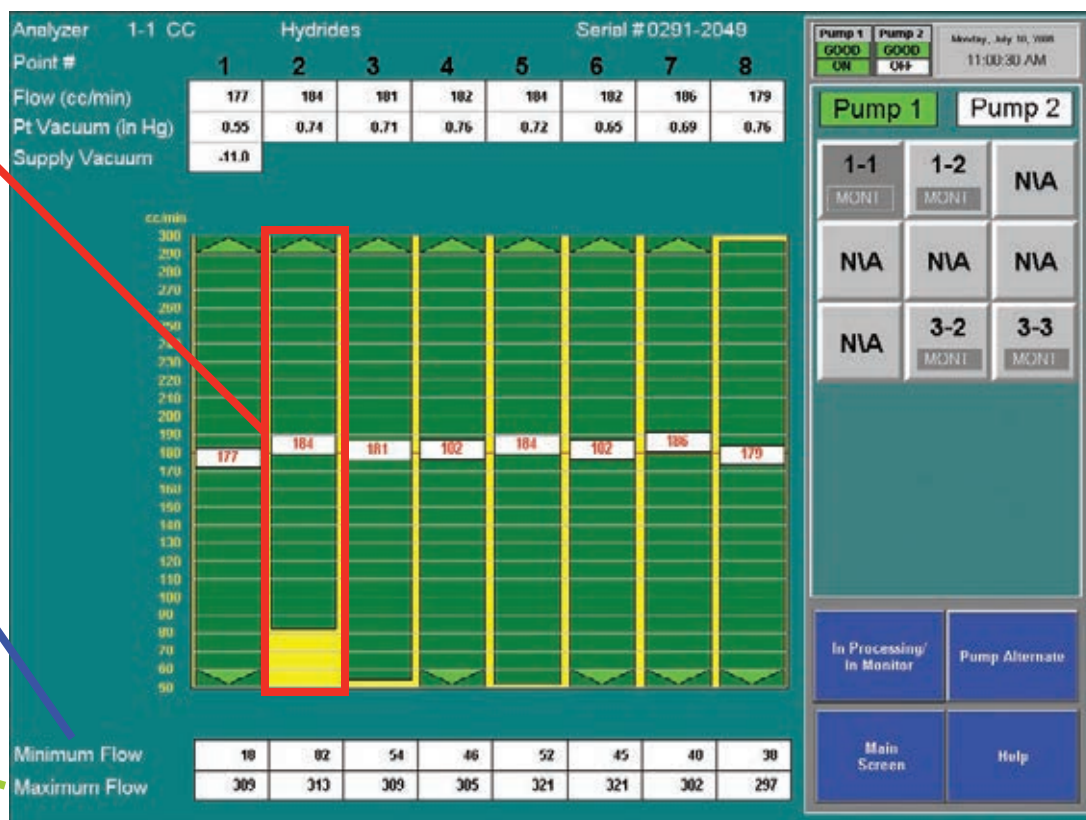 Analyzer 1-1 CC Hydrides Serial #0291-2049
Point # 1 2 3 4 5 6 7 8
Flow (cc/min) 177 184 181 182 184 182 186 179
Pt Vacuum (in Hg) 0.55 0.74 0.71 0.76 0.72 0.65 0.69 0.76
Supply Vacuum -11.0
cc/min
300
290
280
270
260
250
230
220
210
200
190
180
170
160
150
140
130
120
110
100
90
80
70
60
50
177 184 181 182 184 182 186 179
Minimum Flow 18 82 54 46 52 45 40 38
Maximum Flow 309 313 309 305 321 321 302 297
Pump 1 Pump 2
GOOD GOOD
ON OFF
Monday, July 10,
11:00:30 AM
Pump 1 Pump 2
1-1 1-2 N\A
MONT MONT
N\A N\A N\A
N\A 3-2 3-3
MONT MONT
In Processing/
In Monitor
Pump Alternate
Main
Screen
Help